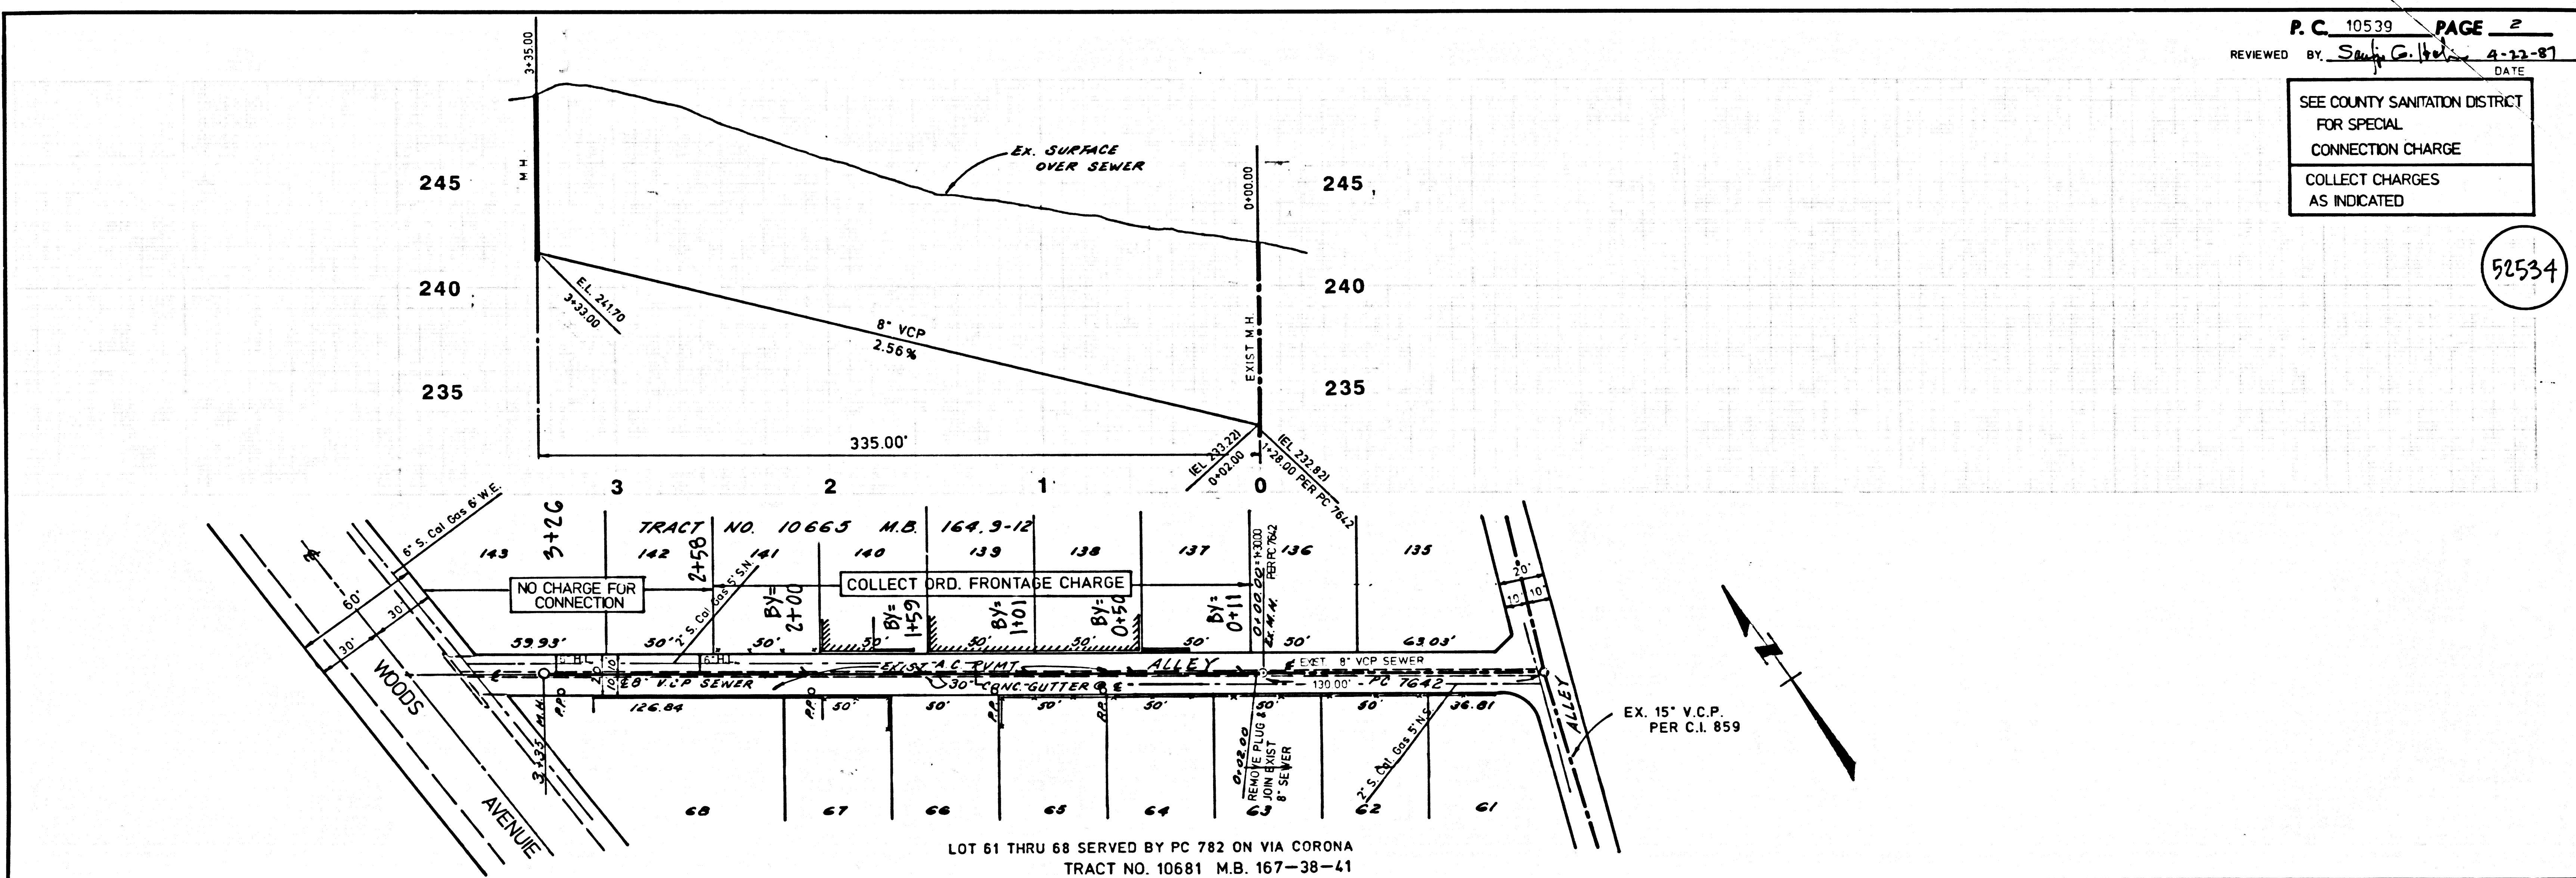 P. C. 10539 PAGE 2
REVIEWED BY 4-22-87
DATE
SEE COUNTY SANITATION DISTRICT
FOR SPECIAL
CONNECTION CHARGE
COLLECT CHARGES
AS INDICATED
52534
3+35.00
M H
EX. SURFACE
OVER SEWER
0+00.00
245
245
240
240
235
235
E.L. 241.70
3+33.00
8" VCP
2.56%
EXIST M.H.
335.00'
(EL 233.22)
0+02.00
(EL 232.82)
1+28.00 PER PC 7642
3
2
1
0
6" S. Cal Gas 6' W.E.
3+26
TRACT NO. 10665 M.B. 164.9-12
143
142
141
140
139
138
137
136
135
2+58
2" S. Cal Gas 5' S.N.
NO CHARGE FOR
CONNECTION
COLLECT ORD. FRONTAGE CHARGE
BY=
2+00
BY=
1+59
BY=
1+01
BY=
0+50
BY=
0+11
0+00.00=1+30.00
EX. M.H. PER PC 7642
60'
30'
30'
20'
10'
10'
59.93'
50'
50'
50'
50'
50'
50'
50'
63.03'
6" H.L.
6" H.L.
20'
10'
10'
EXIST A.C. PVMT
ALLEY
EXIST. 8" VCP SEWER
8" V.C.P SEWER
30" CONC. GUTTER @ ℄
130.00' - PC 7642
WOODS
AVENUIE
3+35 M.H.
P.P.
P.P.
P.P.
P.P.
126.84
50'
50'
50'
50'
50'
50'
36.81
0+02.00
REMOVE PLUG &
JOIN EXIST
8" SEWER
2" S. Cal. Gas 5' N.S.
ALLEY
EX. 15" V.C.P.
PER C.I. 859
N
68
67
66
65
64
63
62
61
LOT 61 THRU 68 SERVED BY PC 782 ON VIA CORONA
TRACT NO. 10681 M.B. 167-38-41